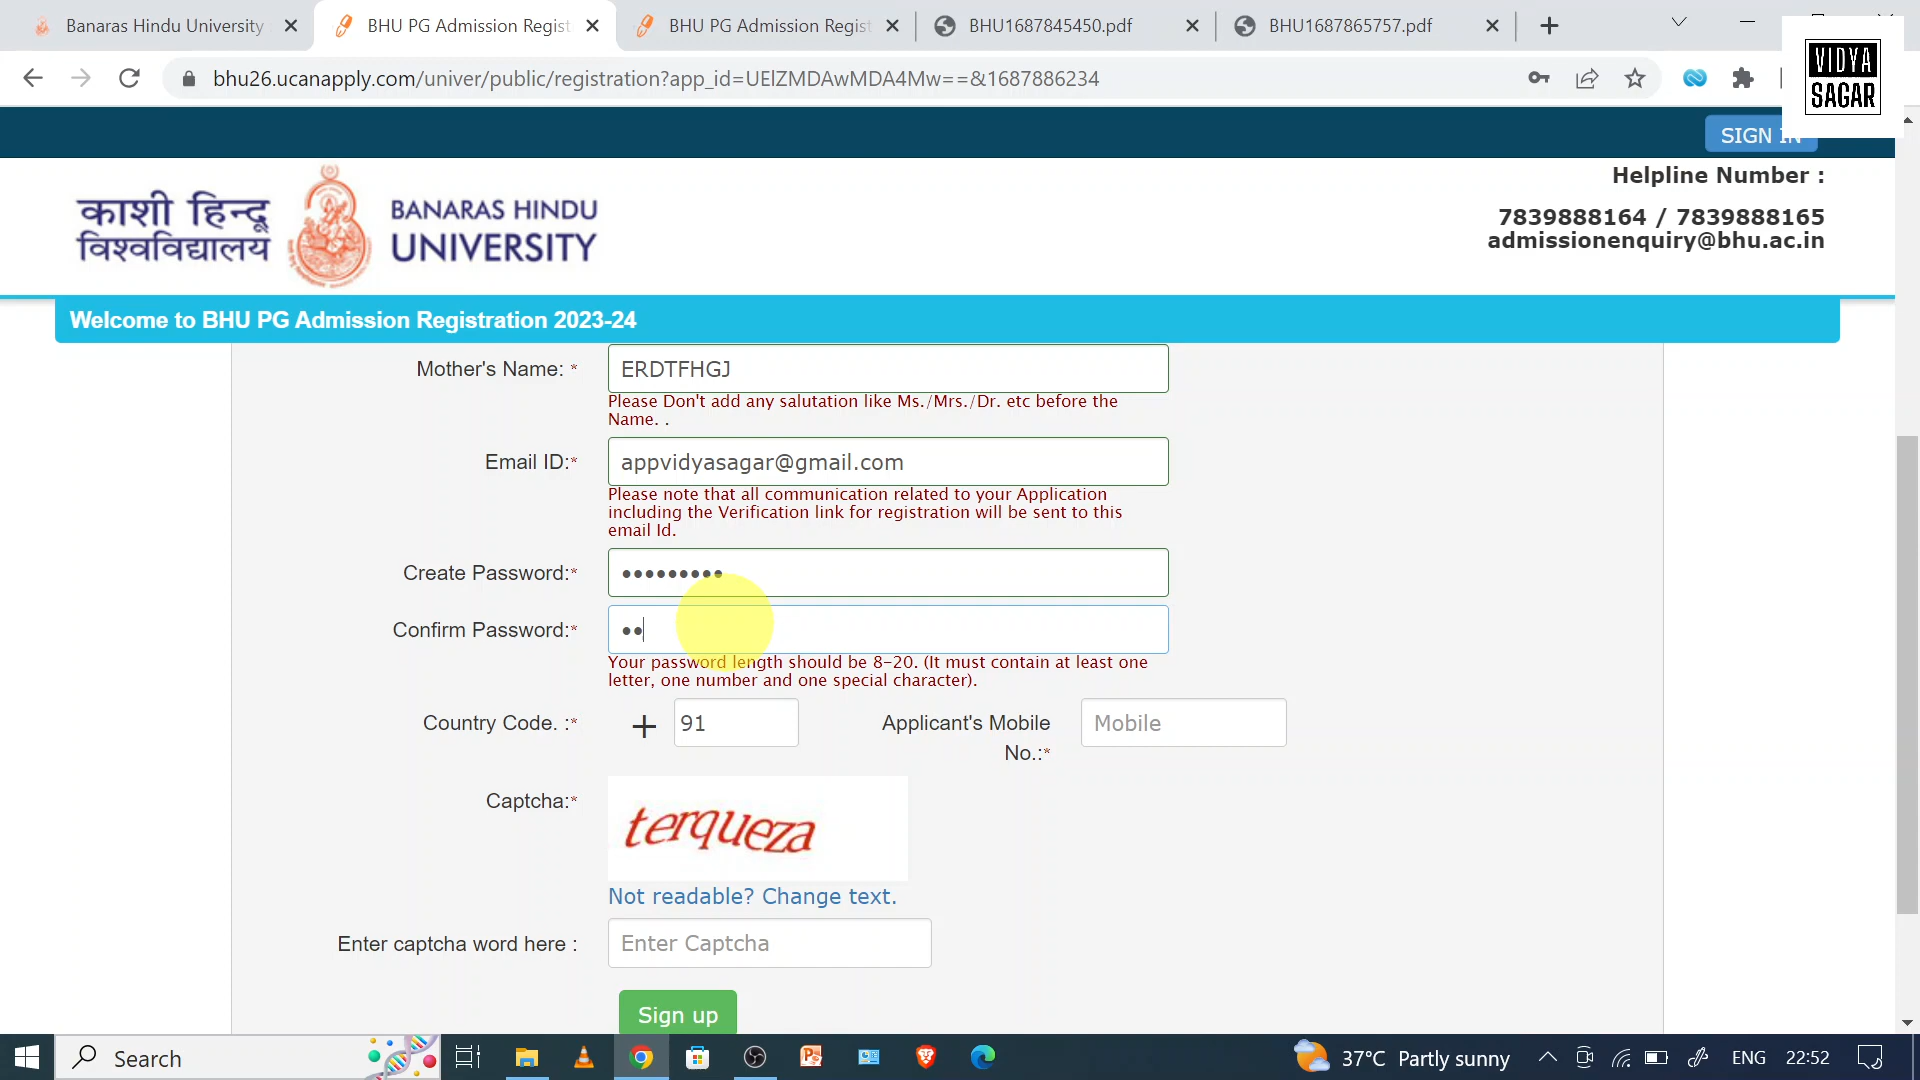 Banaras Hindu University
BHU PG Admission Regist
BHU PG Admission Regist
BHU1687845450.pdf
BHU1687865757.pdf
bhu26.ucanapply.com/univer/public/registration?app_id=UElZMDAwMDA4Mw==&1687886234
VIDYA
SAGAR
SIGN IN
काशी हिन्दू
विश्वविद्यालय
BANARAS HINDU
UNIVERSITY
Helpline Number :
7839888164 / 7839888165
admissionenquiry@bhu.ac.in
Welcome to BHU PG Admission Registration 2023-24
Mother's Name: * ERDTFHGJ
Please Don't add any salutation like Ms./Mrs./Dr. etc before the
Name. .
Email ID:* appvidyasagar@gmail.com
Please note that all communication related to your Application
including the Verification link for registration will be sent to this
email Id.
Create Password:* •••••••••
Confirm Password:* ••
Your password length should be 8-20. (It must contain at least one
letter, one number and one special character).
Country Code. :* + 91 Applicant's Mobile Mobile
No.:*
Captcha:* terqueza
Not readable? Change text.
Enter captcha word here : Enter Captcha
Sign up
Search 37°C Partly sunny ENG 22:52